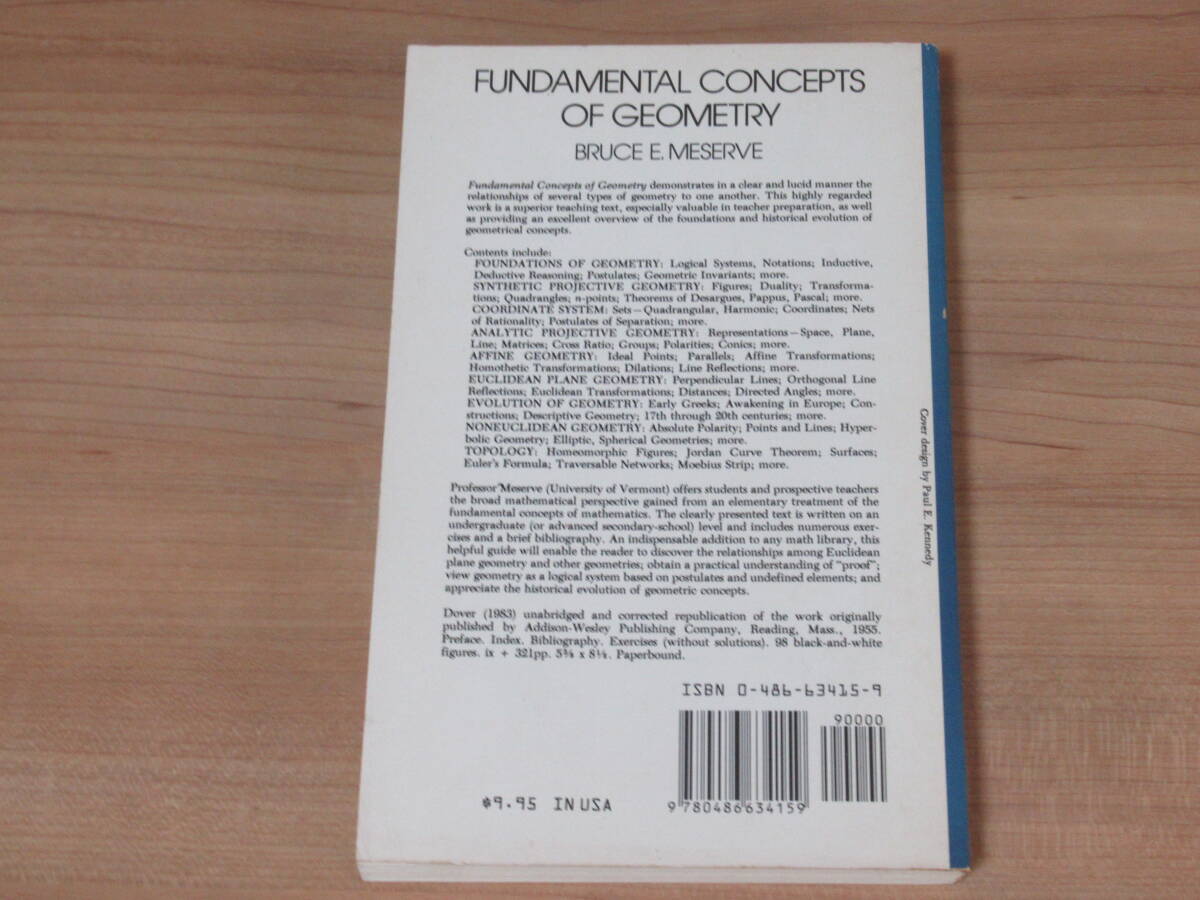 FUNDAMENTAL CONCEPTS
OF GEOMETRY
BRUCE E. MESERVE
Fundamental Concepts of Geometry demonstrates in a clear and lucid manner the
relationships of several types of geometry to one another. This highly regarded
work is a superior teaching text, especially valuable in teacher preparation, as well
as providing an excellent overview of the foundations and historical evolution of
geometrical concepts.
Contents include:
FOUNDATIONS OF GEOMETRY: Logical Systems, Notations; Inductive,
Deductive Reasoning; Postulates; Geometric Invariants; more.
SYNTHETIC PROJECTIVE GEOMETRY: Figures; Duality; Transforma-
tions; Quadrangles; n-points; Theorems of Desargues, Pappus, Pascal; more.
COORDINATE SYSTEM: Sets—Quadrangular, Harmonic; Coordinates; Nets
of Rationality; Postulates of Separation; more.
ANALYTIC PROJECTIVE GEOMETRY: Representations—Space, Plane,
Line; Matrices; Cross Ratio; Groups; Polarities; Conics; more.
AFFINE GEOMETRY: Ideal Points; Parallels; Affine Transformations;
Homothetic Transformations; Dilations; Line Reflections; more.
EUCLIDEAN PLANE GEOMETRY: Perpendicular Lines; Orthogonal Line
Reflections; Euclidean Transformations; Distances; Directed Angles; more.
EVOLUTION OF GEOMETRY: Early Greeks; Awakening in Europe; Con-
structions; Descriptive Geometry; 17th through 20th centuries; more.
NONEUCLIDEAN GEOMETRY: Absolute Polarity; Points and Lines; Hyper-
bolic Geometry; Elliptic, Spherical Geometries; more.
TOPOLOGY: Homeomorphic Figures; Jordan Curve Theorem; Surfaces;
Euler's Formula; Traversable Networks; Moebius Strip; more.
Professor Meserve (University of Vermont) offers students and prospective teachers
the broad mathematical perspective gained from an elementary treatment of the
fundamental concepts of mathematics. The clearly presented text is written on an
undergraduate (or advanced secondary-school) level and includes numerous exer-
cises and a brief bibliography. An indispensable addition to any math library, this
helpful guide will enable the reader to discover the relationships among Euclidean
plane geometry and other geometries; obtain a practical understanding of "proof";
view geometry as a logical system based on postulates and undefined elements; and
appreciate the historical evolution of geometric concepts.
Dover (1983) unabridged and corrected republication of the work originally
published by Addison-Wesley Publishing Company, Reading, Mass., 1955.
Preface. Index. Bibliography. Exercises (without solutions). 98 black-and-white
figures. ix + 321pp. 5⅜ x 8¼. Paperbound.
ISBN 0-486-63415-9
90000
9 780486 634159
$9.95 IN USA
Cover design by Paul E. Kennedy